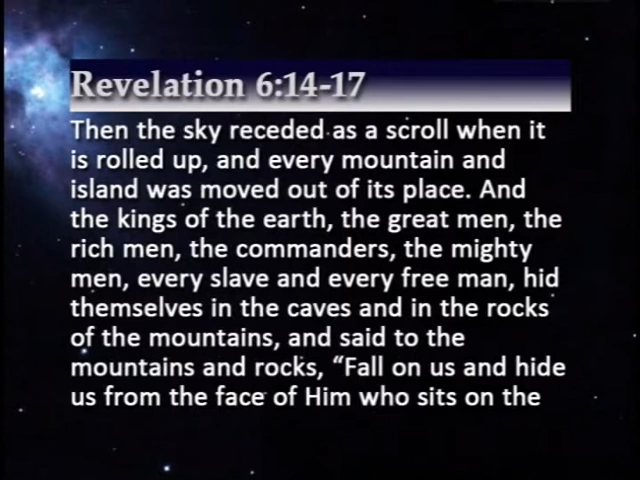 Revelation 6:14-17
Then the sky receded as a scroll when it
is rolled up, and every mountain and
island was moved out of its place. And
the kings of the earth, the great men, the
rich men, the commanders, the mighty
men, every slave and every free man, hid
themselves in the caves and in the rocks
of the mountains, and said to the
mountains and rocks, “Fall on us and hide
us from the face of Him who sits on the